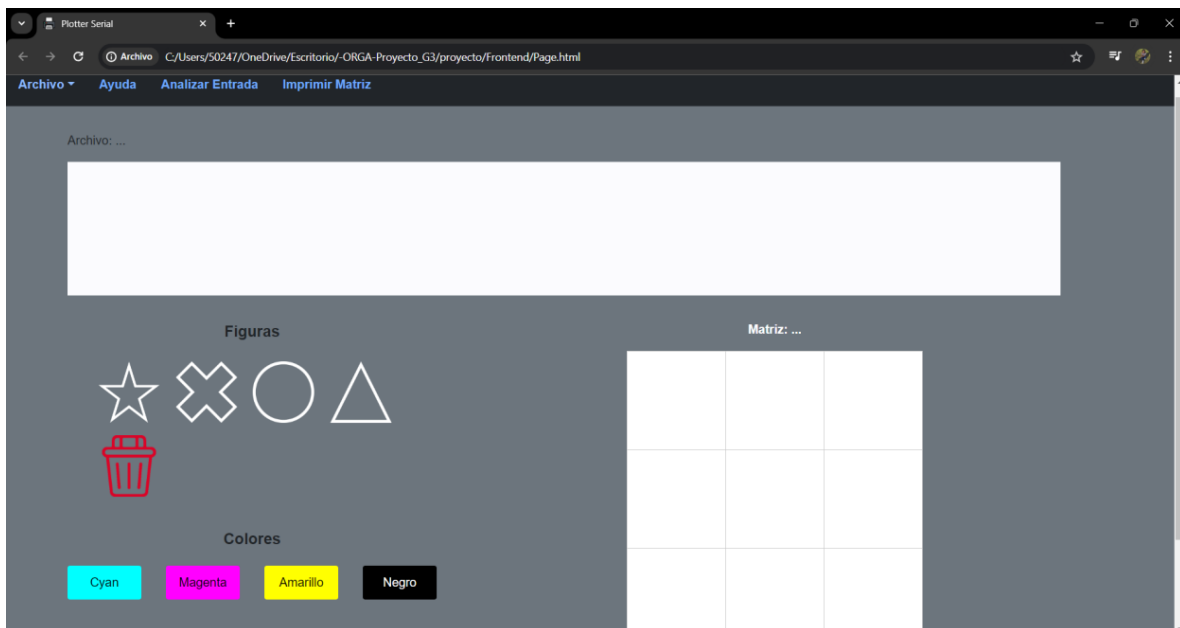 Plotter Serial
Archivo C:/Users/50247/OneDrive/Escritorio/-ORGA-Proyecto_G3/proyecto/Frontend/Page.html
Archivo Ayuda Analizar Entrada Imprimir Matriz
Archivo: ...
Figuras
Matriz: ...
Colores
Cyan Magenta Amarillo Negro